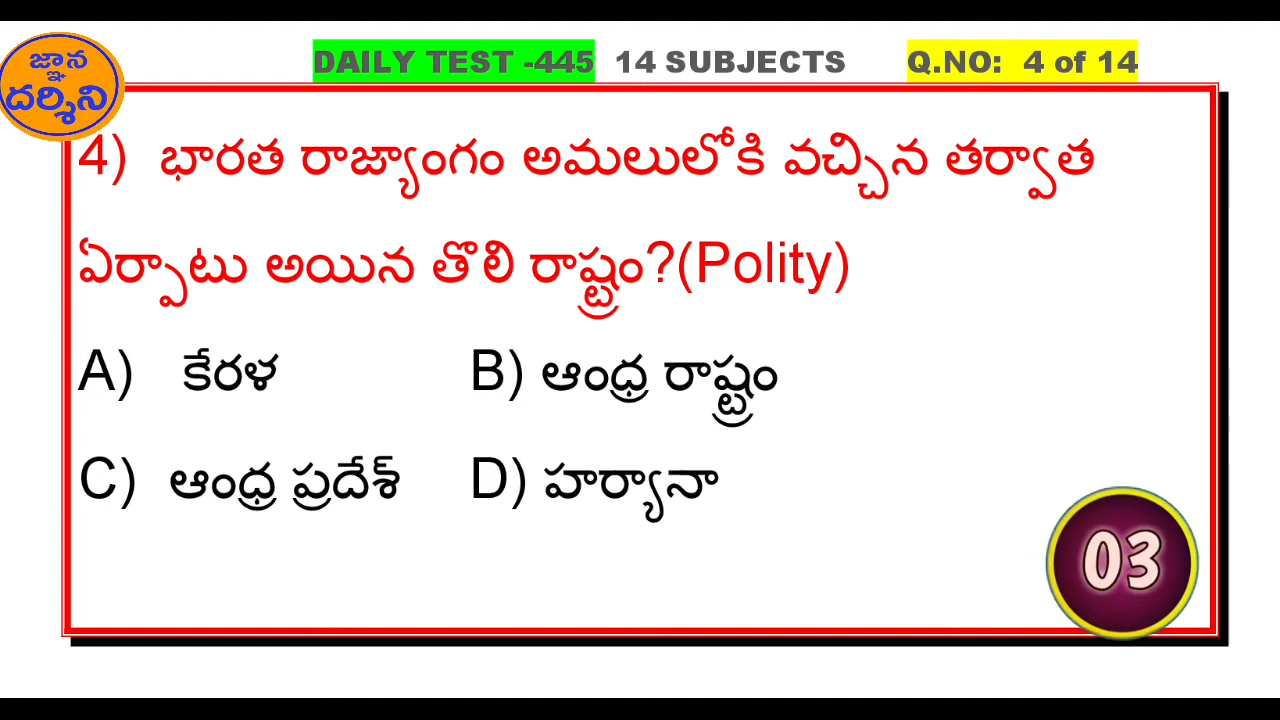 జ్ఞాన
దర్శిని
DAILY TEST -445 14 SUBJECTS Q.NO: 4 of 14
4) భారత రాజ్యాంగం అమలులోకి వచ్చిన తర్వాత
ఏర్పాటు అయిన తొలి రాష్ట్రం?(Polity)
A) కేరళ B) ఆంధ్ర రాష్ట్రం
C) ఆంధ్ర ప్రదేశ్ D) హర్యానా
03